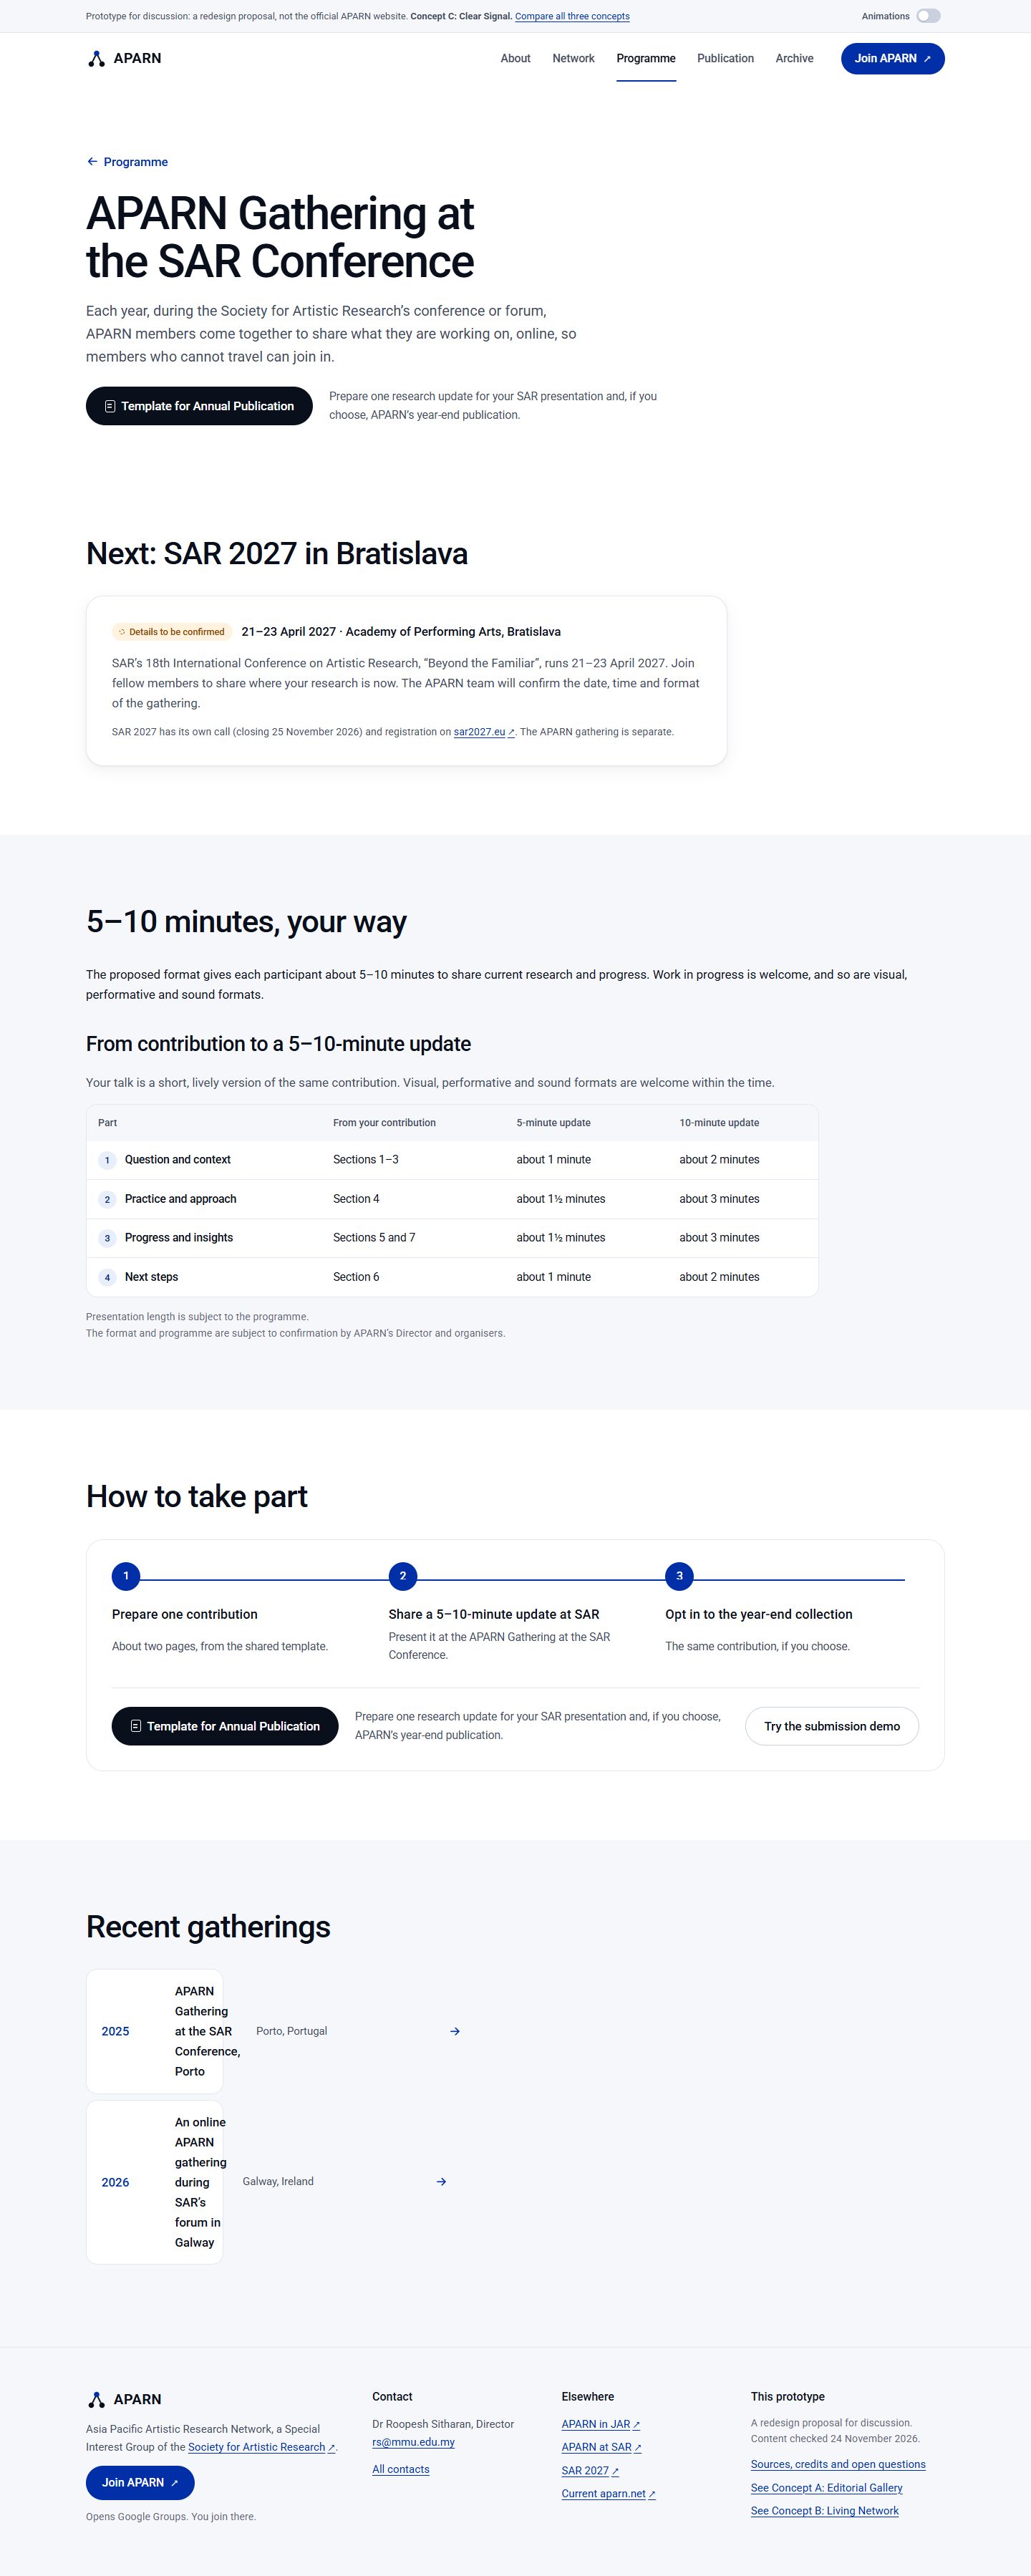 Prototype for discussion: a redesign proposal, not the official APARN website. Concept C: Clear Signal. Compare all three concepts
Animations
APARN
About
Network
Programme
Publication
Archive
Join APARN ↗
← Programme
APARN Gathering at
the SAR Conference
Each year, during the Society for Artistic Research’s conference or forum,
APARN members come together to share what they are working on, online, so
members who cannot travel can join in.
Template for Annual Publication
Prepare one research update for your SAR presentation and, if you
choose, APARN’s year-end publication.
Next: SAR 2027 in Bratislava
Details to be confirmed
21–23 April 2027 · Academy of Performing Arts, Bratislava
SAR’s 18th International Conference on Artistic Research, “Beyond the Familiar”, runs 21–23 April 2027. Join
fellow members to share where your research is now. The APARN team will confirm the date, time and format
of the gathering.
SAR 2027 has its own call (closing 25 November 2026) and registration on sar2027.eu ↗. The APARN gathering is separate.
5–10 minutes, your way
The proposed format gives each participant about 5–10 minutes to share current research and progress. Work in progress is welcome, and so are visual,
performative and sound formats.
From contribution to a 5–10-minute update
Your talk is a short, lively version of the same contribution. Visual, performative and sound formats are welcome within the time.
Part
From your contribution
5-minute update
10-minute update
1 Question and context
Sections 1–3
about 1 minute
about 2 minutes
2 Practice and approach
Section 4
about 1½ minutes
about 3 minutes
3 Progress and insights
Sections 5 and 7
about 1½ minutes
about 3 minutes
4 Next steps
Section 6
about 1 minute
about 2 minutes
Presentation length is subject to the programme.
The format and programme are subject to confirmation by APARN’s Director and organisers.
How to take part
1
Prepare one contribution
About two pages, from the shared template.
2
Share a 5–10-minute update at SAR
Present it at the APARN Gathering at the SAR
Conference.
3
Opt in to the year-end collection
The same contribution, if you choose.
Template for Annual Publication
Prepare one research update for your SAR presentation and, if you choose,
APARN’s year-end publication.
Try the submission demo
Recent gatherings
2025
APARN
Gathering
at the SAR
Conference,
Porto
Porto, Portugal
→
2026
An online
APARN
gathering
during
SAR’s
forum in
Galway
Galway, Ireland
→
APARN
Asia Pacific Artistic Research Network, a Special
Interest Group of the Society for Artistic Research ↗.
Join APARN ↗
Opens Google Groups. You join there.
Contact
Dr Roopesh Sitharan, Director
rs@mmu.edu.my
All contacts
Elsewhere
APARN in JAR ↗
APARN at SAR ↗
SAR 2027 ↗
Current aparn.net ↗
This prototype
A redesign proposal for discussion.
Content checked 24 November 2026.
Sources, credits and open questions
See Concept A: Editorial Gallery
See Concept B: Living Network